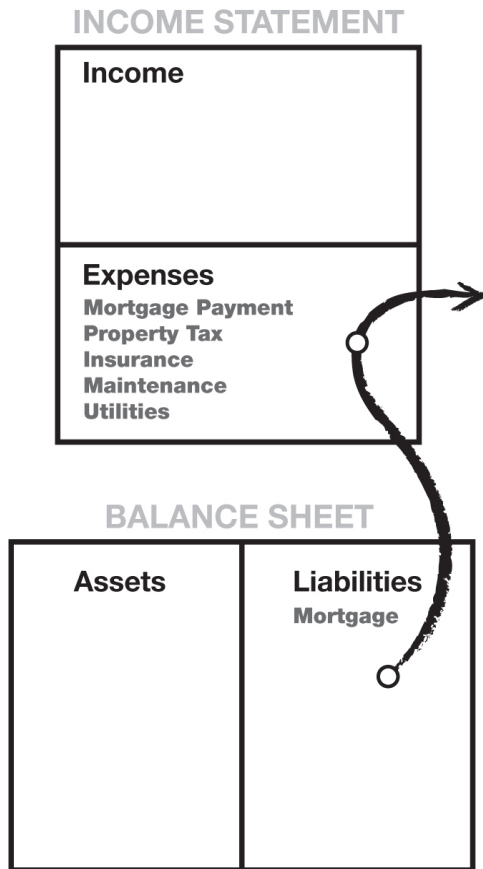 INCOME STATEMENT
Income
Expenses
Mortgage Payment
Property Tax
Insurance
Maintenance
Utilities
BALANCE SHEET
Assets
Liabilities
Mortgage